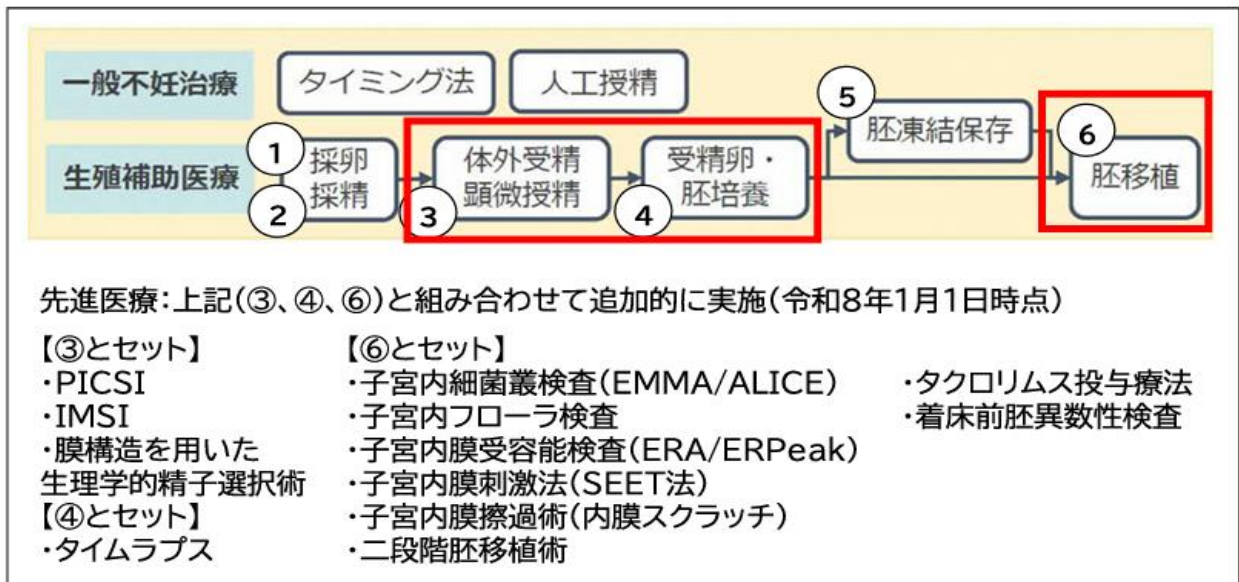 一般不妊治療
タイミング法
人工授精
生殖補助医療
1
2
採卵
採精
3
体外受精
顕微授精
4
受精卵・
胚培養
5
胚凍結保存
6
胚移植
先進医療:上記(③、④、⑥)と組み合わせて追加的に実施(令和8年1月1日時点)
【③とセット】
・PICSI
・IMSI
・膜構造を用いた
生理学的精子選択術
【④とセット】
・タイムラプス
【⑥とセット】
・子宮内細菌叢検査(EMMA/ALICE)
・子宮内フローラ検査
・子宮内膜受容能検査(ERA/ERPeak)
・子宮内膜刺激法(SEET法)
・子宮内膜擦過術(内膜スクラッチ)
・二段階胚移植術
・タクロリムス投与療法
・着床前胚異数性検査